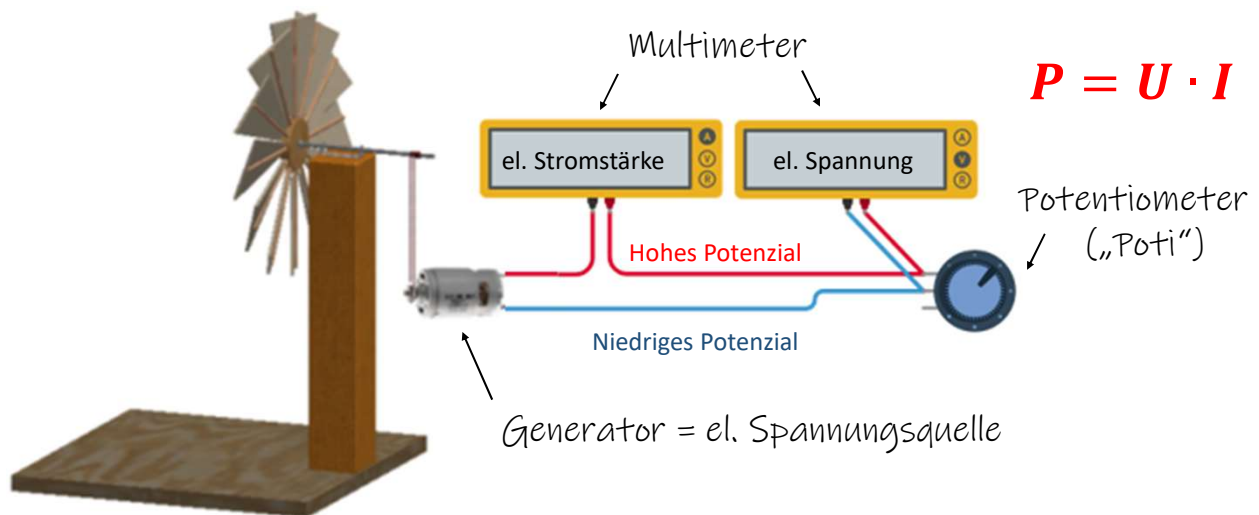 Multimeter
P = U · I
el. Stromstärke
A
V
R
el. Spannung
A
V
R
Potentiometer
(„Poti“)
Hohes Potenzial
Niedriges Potenzial
Generator = el. Spannungsquelle